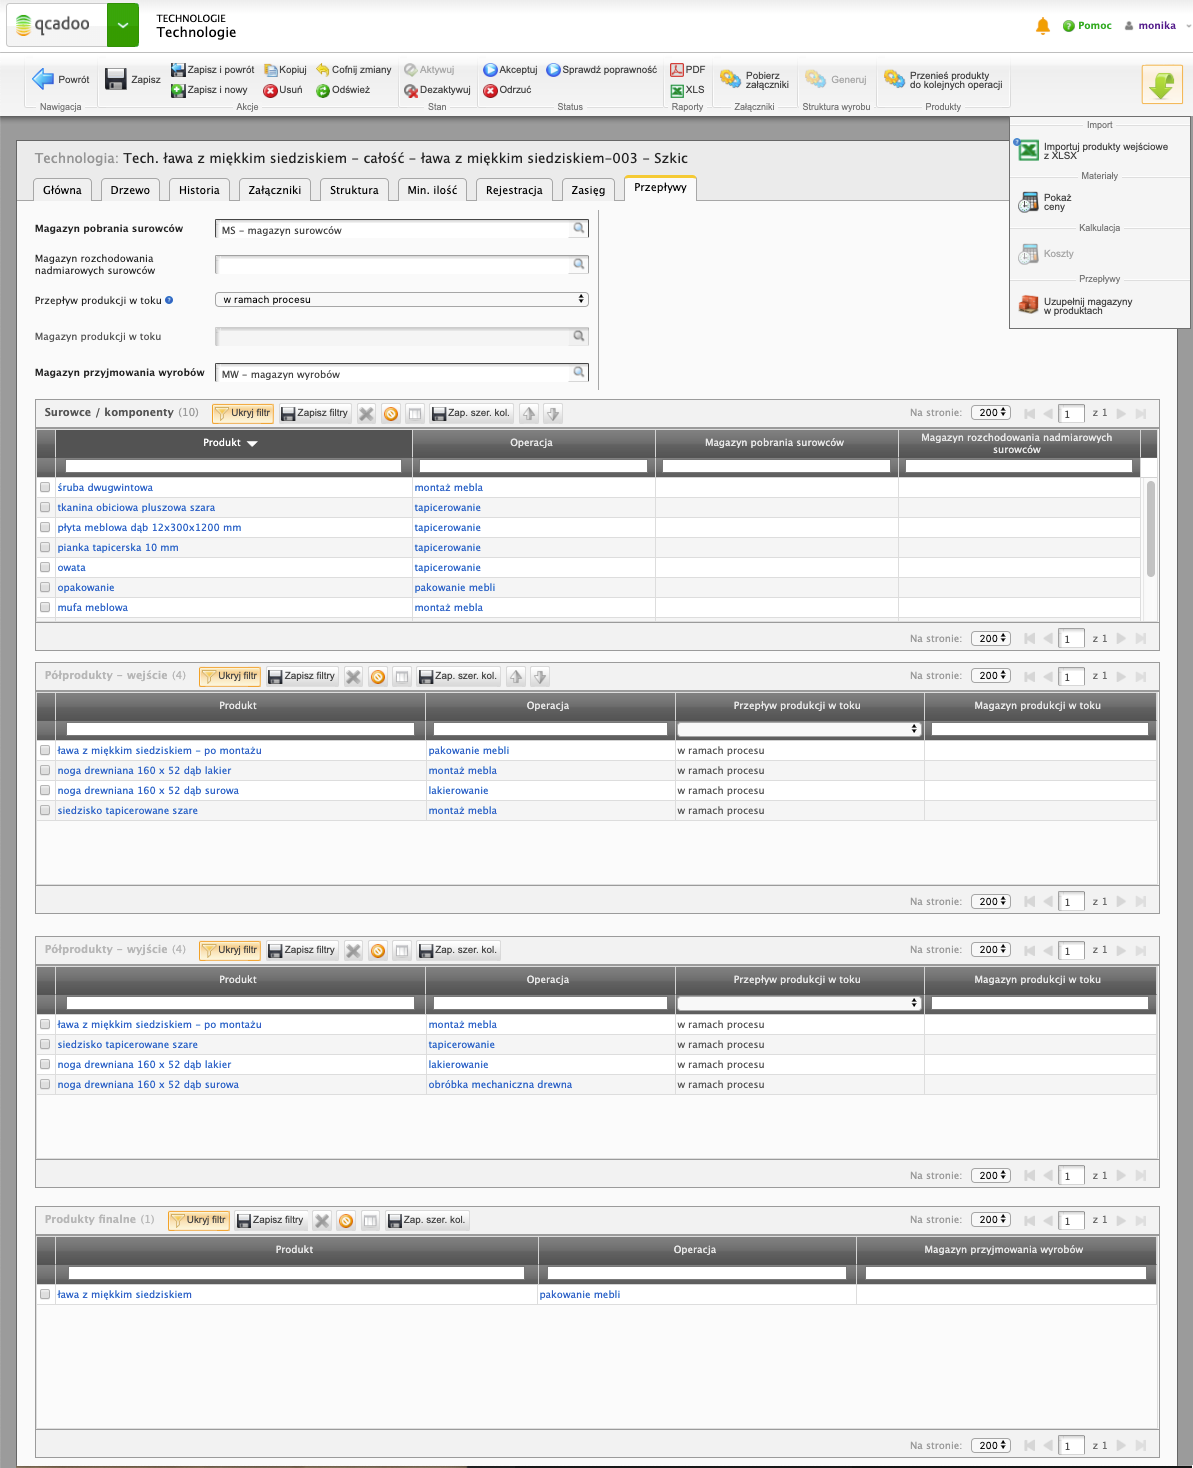 qcadoo
TECHNOLOGIE
Technologie
Pomoc
monika
Powrót
Zapisz
Zapisz i powrót
Kopiuj
Cofnij zmiany
Zapisz i nowy
Usuń
Odśwież
Aktywuj
Dezaktywuj
Akceptuj
Sprawdź poprawność
Odrzuć
PDF
XLS
Pobierz
załączniki
Generuj
Przenieś produkty
do kolejnych operacji
Nawigacja
Akcje
Stan
Status
Raporty
Załączniki
Struktura wyrobu
Produkty
Import
Importuj produkty wejściowe
z XLSX
Materiały
Pokaż
ceny
Kalkulacja
Koszty
Przepływy
Uzupełnij magazyny
w produktach
Technologia: Tech. ława z miękkim siedziskiem - całość - ława z miękkim siedziskiem-003 - Szkic
Główna
Drzewo
Historia
Załączniki
Struktura
Min. ilość
Rejestracja
Zasięg
Przepływy
Magazyn pobrania surowców
MS - magazyn surowców
Magazyn rozchodowania
nadmiarowych surowców
Przepływ produkcji w toku
w ramach procesu
Magazyn produkcji w toku
Magazyn przyjmowania wyrobów
MW - magazyn wyrobów
Surowce / komponenty (10) Ukryj filtr Zapisz filtry Zap. szer. kol. Na stronie: 200 1 z 1
Produkt Operacja Magazyn pobrania surowców Magazyn rozchodowania nadmiarowych
surowców
śruba dwugwintowa montaż mebla
tkanina obiciowa pluszowa szara tapicerowanie
płyta meblowa dąb 12x300x1200 mm tapicerowanie
pianka tapicerska 10 mm tapicerowanie
owata tapicerowanie
opakowanie pakowanie mebli
mufa meblowa montaż mebla
Na stronie: 200 1 z 1
Półprodukty - wejście (4) Ukryj filtr Zapisz filtry Zap. szer. kol. Na stronie: 200 1 z 1
Produkt Operacja Przepływ produkcji w toku Magazyn produkcji w toku
ława z miękkim siedziskiem - po montażu pakowanie mebli w ramach procesu
noga drewniana 160 x 52 dąb lakier montaż mebla w ramach procesu
noga drewniana 160 x 52 dąb surowa lakierowanie w ramach procesu
siedzisko tapicerowane szare montaż mebla w ramach procesu
Na stronie: 200 1 z 1
Półprodukty - wyjście (4) Ukryj filtr Zapisz filtry Zap. szer. kol. Na stronie: 200 1 z 1
Produkt Operacja Przepływ produkcji w toku Magazyn produkcji w toku
ława z miękkim siedziskiem - po montażu montaż mebla w ramach procesu
siedzisko tapicerowane szare tapicerowanie w ramach procesu
noga drewniana 160 x 52 dąb lakier lakierowanie w ramach procesu
noga drewniana 160 x 52 dąb surowa obróbka mechaniczna drewna w ramach procesu
Na stronie: 200 1 z 1
Produkty finalne (1) Ukryj filtr Zapisz filtry Zap. szer. kol. Na stronie: 200 1 z 1
Produkt Operacja Magazyn przyjmowania wyrobów
ława z miękkim siedziskiem pakowanie mebli
Na stronie: 200 1 z 1